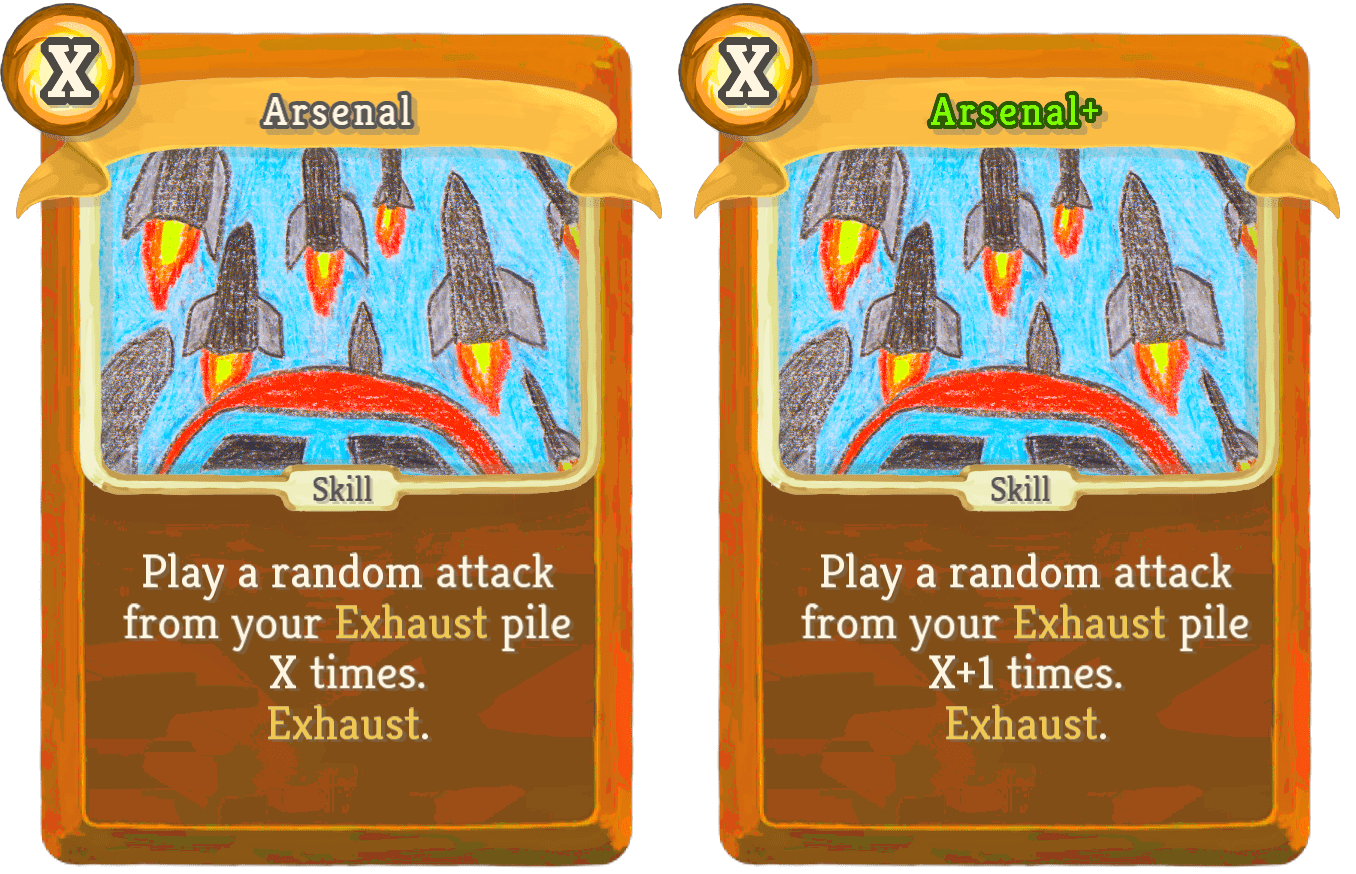 X
Arsenal
Skill
Play a random attack
from your Exhaust pile
X times.
Exhaust.
X
Arsenal+
Skill
Play a random attack
from your Exhaust pile
X+1 times.
Exhaust.